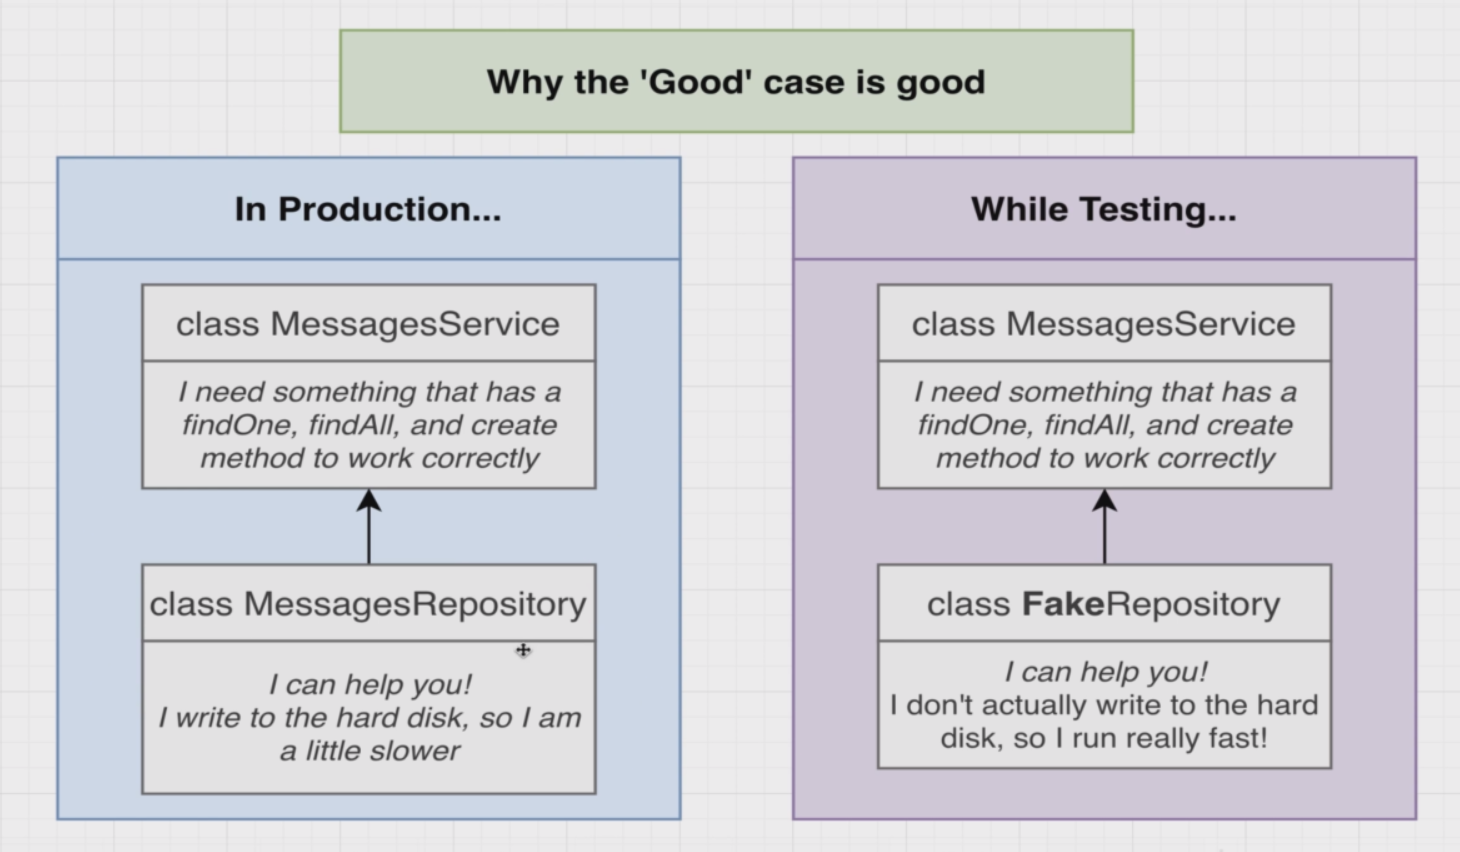 Why the 'Good' case is good
In Production...
class MessagesService
I need something that has a
findOne, findAll, and create
method to work correctly
class MessagesRepository
I can help you!
I write to the hard disk, so I am
a little slower
While Testing...
class MessagesService
I need something that has a
findOne, findAll, and create
method to work correctly
class FakeRepository
I can help you!
I don't actually write to the hard
disk, so I run really fast!